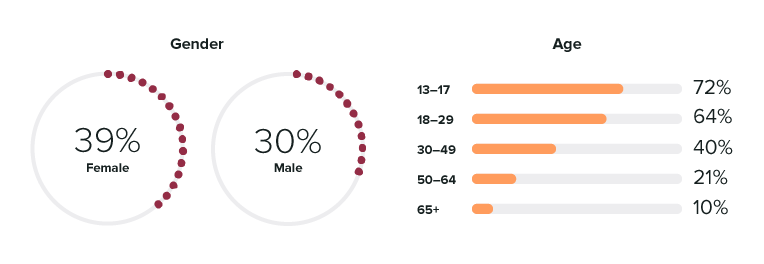 Gender
39%
Female
30%
Male
Age
13–17 72%
18–29 64%
30–49 40%
50–64 21%
65+ 10%